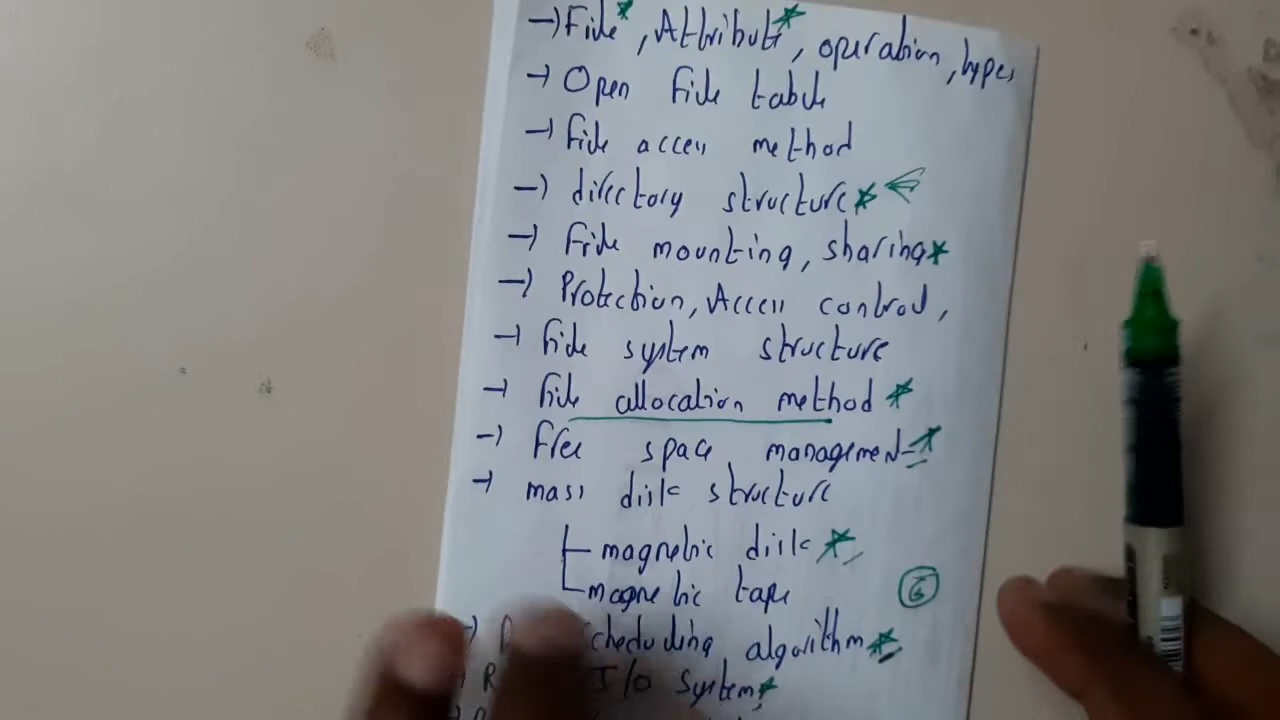 → File*, Attribute*, operation, types
→ Open file table
→ File access method
→ directory structure*
→ File mounting, sharing*
→ Protection, Access control,
→ File system structure
→ File allocation method*
→ Free space management*
→ mass disk structure
magnetic disk*
magnetic tape
6
→ scheduling algorithm*
I/O System*